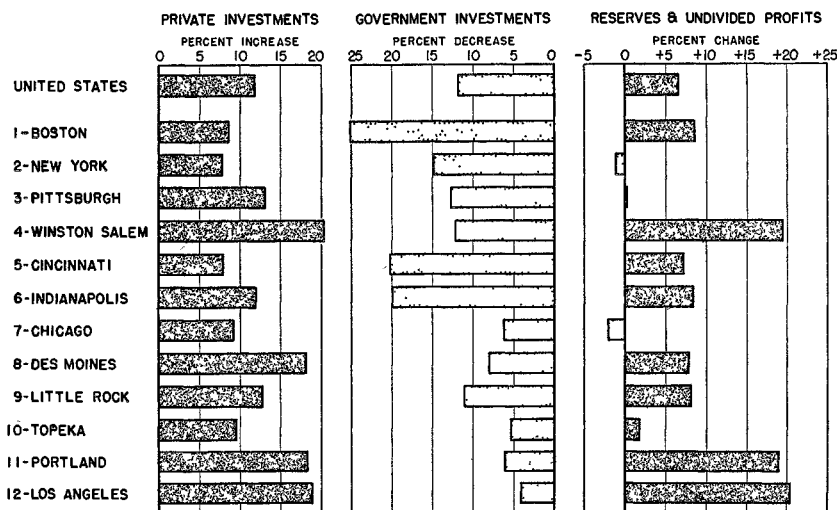 PRIVATE INVESTMENTS GOVERNMENT INVESTMENTS RESERVES & UNDIVIDED PROFITS
PERCENT INCREASE PERCENT DECREASE PERCENT CHANGE
0 5 10 15 20 25 20 15 10 5 0 -5 0 +5 +10 +15 +20 +25
UNITED STATES
1-BOSTON
2-NEW YORK
3-PITTSBURGH
4-WINSTON SALEM
5-CINCINNATI
6-INDIANAPOLIS
7-CHICAGO
8-DES MOINES
9-LITTLE ROCK
10-TOPEKA
11-PORTLAND
12-LOS ANGELES